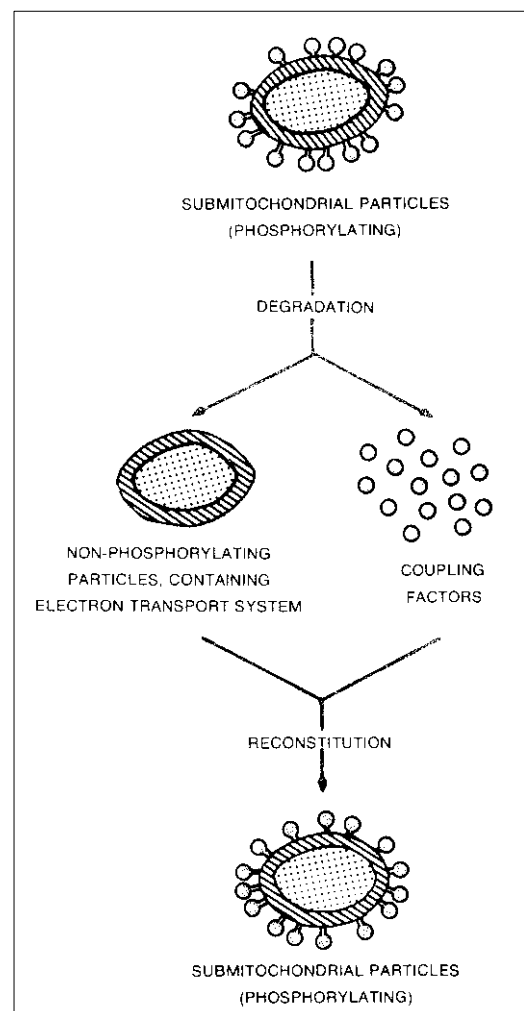 SUBMITOCHONDRIAL PARTICLES
(PHOSPHORYLATING)
DEGRADATION
NON-PHOSPHORYLATING
PARTICLES, CONTAINING
ELECTRON TRANSPORT SYSTEM
COUPLING
FACTORS
RECONSTITUTION
SUBMITOCHONDRIAL PARTICLES
(PHOSPHORYLATING)